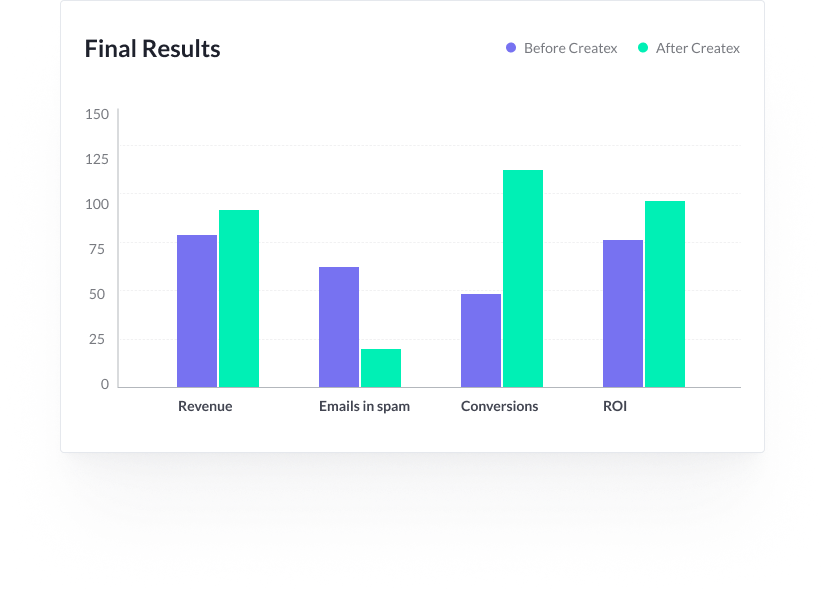 Final Results
Before Createx
After Createx
150
125
100
75
50
25
0
Revenue
Emails in spam
Conversions
ROI